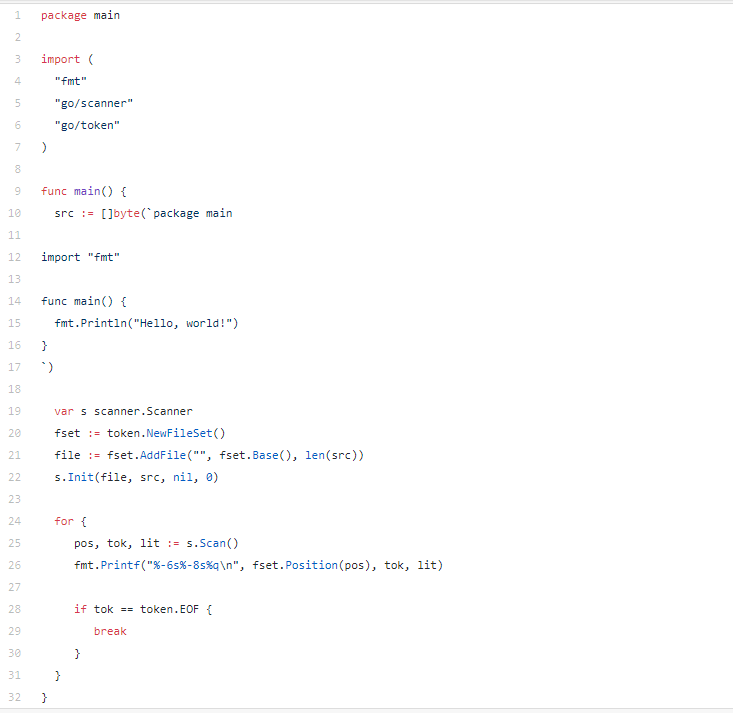 1 package main
2
3 import (
4 "fmt"
5 "go/scanner"
6 "go/token"
7 )
8
9 func main() {
10 src := []byte(`package main
11
12 import "fmt"
13
14 func main() {
15 fmt.Println("Hello, world!")
16 }
17 `)
18
19 var s scanner.Scanner
20 fset := token.NewFileSet()
21 file := fset.AddFile("", fset.Base(), len(src))
22 s.Init(file, src, nil, 0)
23
24 for {
25 pos, tok, lit := s.Scan()
26 fmt.Printf("%-6s%-8s%q\n", fset.Position(pos), tok, lit)
27
28 if tok == token.EOF {
29 break
30 }
31 }
32 }